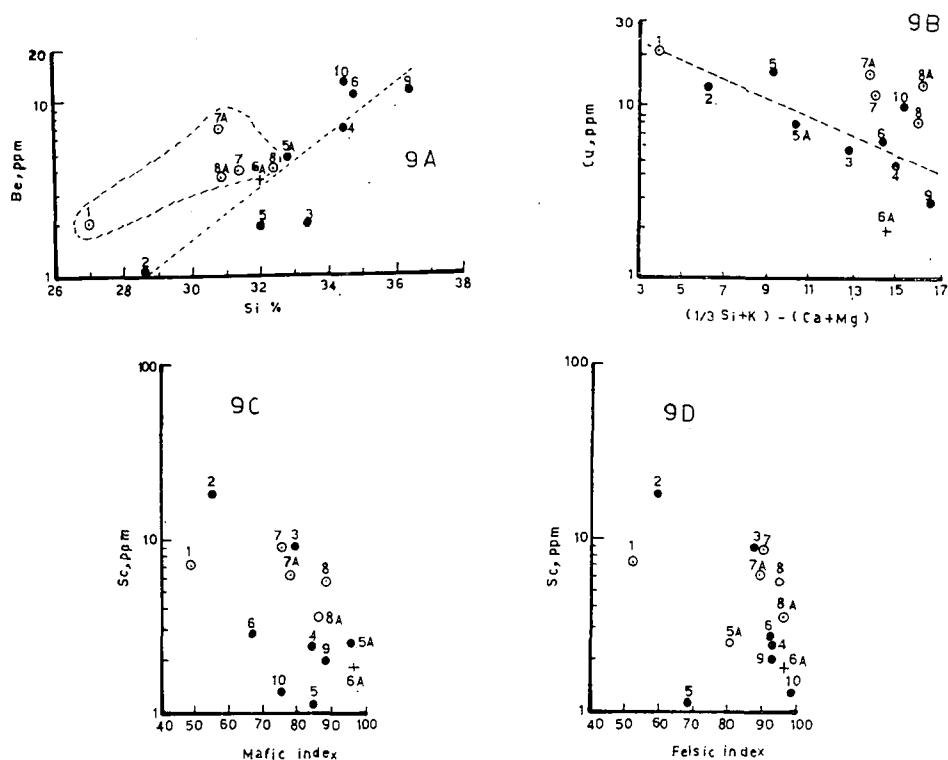 9A
Be, ppm
20
10
1
26 28 30 32 34 36 38
Si %
1
2
7A
8A
7
6A
8
5A
5
3
10
6
4
9
9B
Cu, ppm
30
10
1
3 5 7 9 11 13 15 17
(1/3 Si+K) - (Ca+Mg)
1
2
5
5 A
3
7A
7
8A
8
10
6
4
9
6 A
9C
Sc, ppm
100
10
1
40 50 60 70 80 90 100
Mafic index
2
1
7
3
7A
8
8A
6
4
9
5A
6A
10
5
9D
Sc, ppm
100
10
1
40 50 60 70 80 90 100
Felsic index
2
1
3
7
7A
8
8 A
5 A
6
4
9
6A
10
5